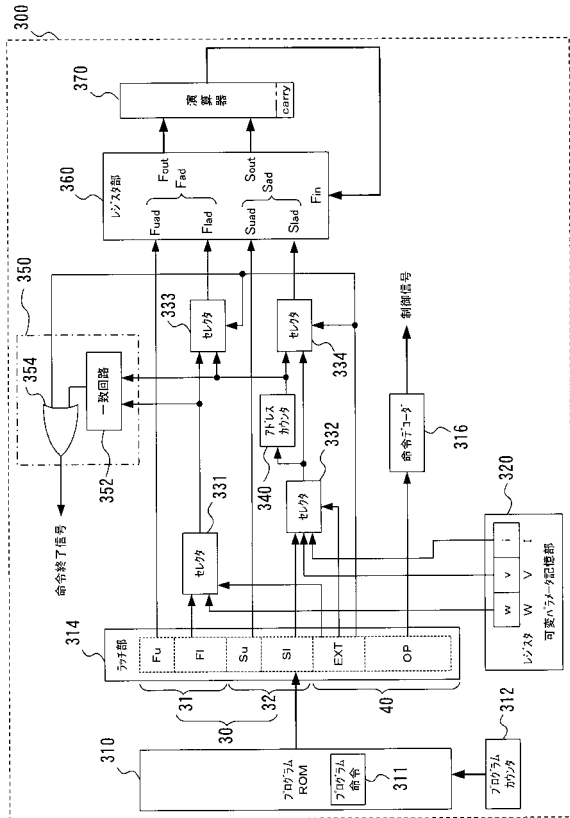 300
370
演算器
carry
360
レジスタ部
Fout
Fad
Fuad
Flad
Sout
Sad
Suad
Slad
Fin
350
354
一致回路
352
命令終了信号
333
セレクタ
334
セレクタ
制御信号
340
アドレス
カウンタ
332
セレクタ
331
セレクタ
命令デコーダ
316
320
i
I
v
V
w
W
レジスタ
可変パラメータ記憶部
314
ラッチ部
Fu
Fl
Su
Sl
EXT
OP
31
32
30
40
310
プログラム
ROM
プログラム
命令
311
312
プログラム
カウンタ